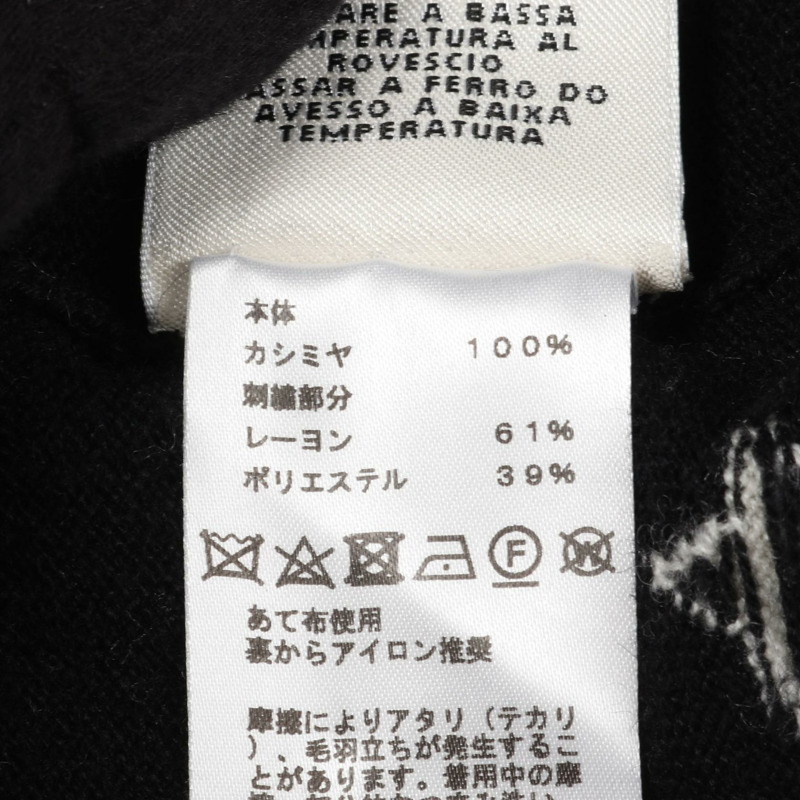 A BASSA
TEMPERATURA AL
ROVESCIO
PASSAR A FERRO DO
AVESSO A BAIXA
TEMPERATURA
本体
カシミヤ 100%
刺繍部分
レーヨン 61%
ポリエステル 39%
F W
あて布使用
裏からアイロン推奨
摩擦によりアタリ（テカリ
）、毛羽立ちが発生するこ
とがあります。着用中の摩